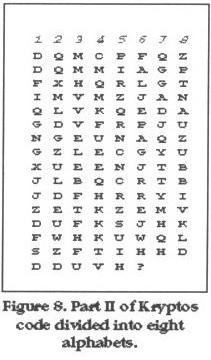 1 2 3 4 5 6 7 8
D Q M C P F Q Z
D Q M M I A G P
F X H Q R L G T
I M V M Z J A N
Q L V K Q E D A
G D V F R P J U
N G E U N A Q Z
G Z L E C G Y U
X U E E N J T B
J L B Q C R T B
J D F H R R Y I
Z E T K Z E M V
D U F K S J H K
F W H K U W Q L
S Z F T I H H D
D D U V H ?
Figure 8. Part II of Kryptos
code divided into eight
alphabets.